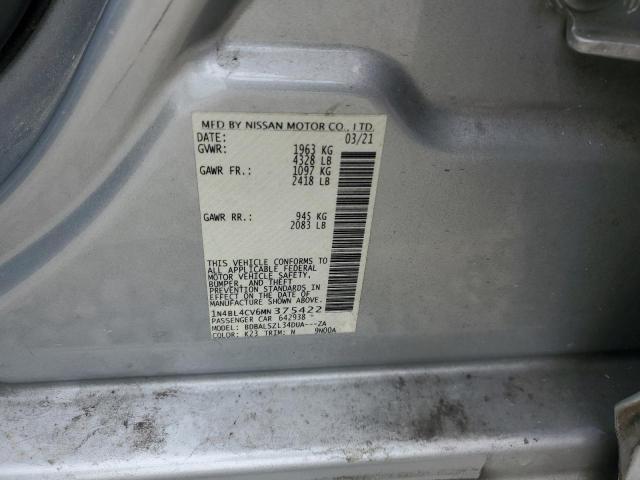 MFD BY NISSAN MOTOR CO., LTD.
DATE: 03/21
GVWR: 1963 KG
4328 LB
GAWR FR.: 1097 KG
2418 LB
GAWR RR.: 945 KG
2083 LB
THIS VEHICLE CONFORMS TO
ALL APPLICABLE FEDERAL
MOTOR VEHICLE SAFETY,
BUMPER, AND THEFT
PREVENTION STANDARDS
IN EFFECT ON THE DATE OF
MANUFACTURE SHOWN ABOVE.
1N4BL4CV6MN375422
PASSENGER CAR 642938
MODEL: BDBALSZL34DUA---ZA
COLOR: K23 TRIM: N 9N00A